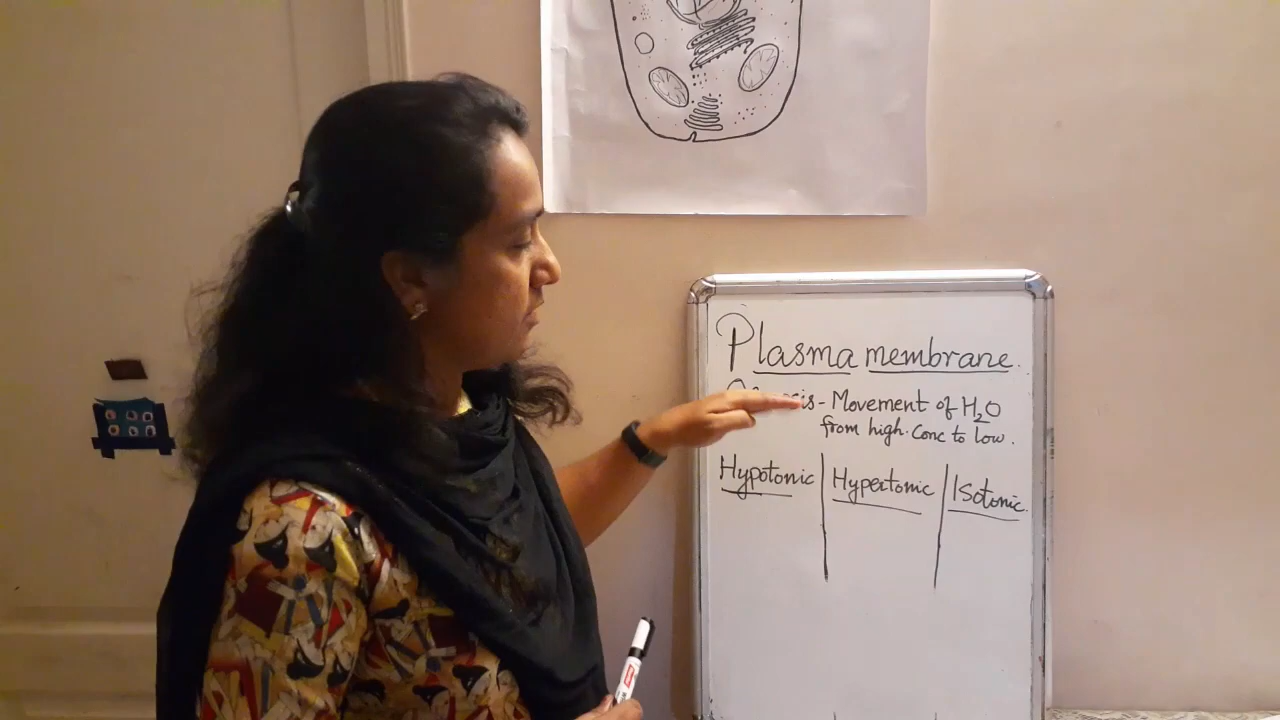 Plasma membrane.
- Movement of H₂O
from high. Conc to low.
Hypotonic
Hypertonic
Isotonic.